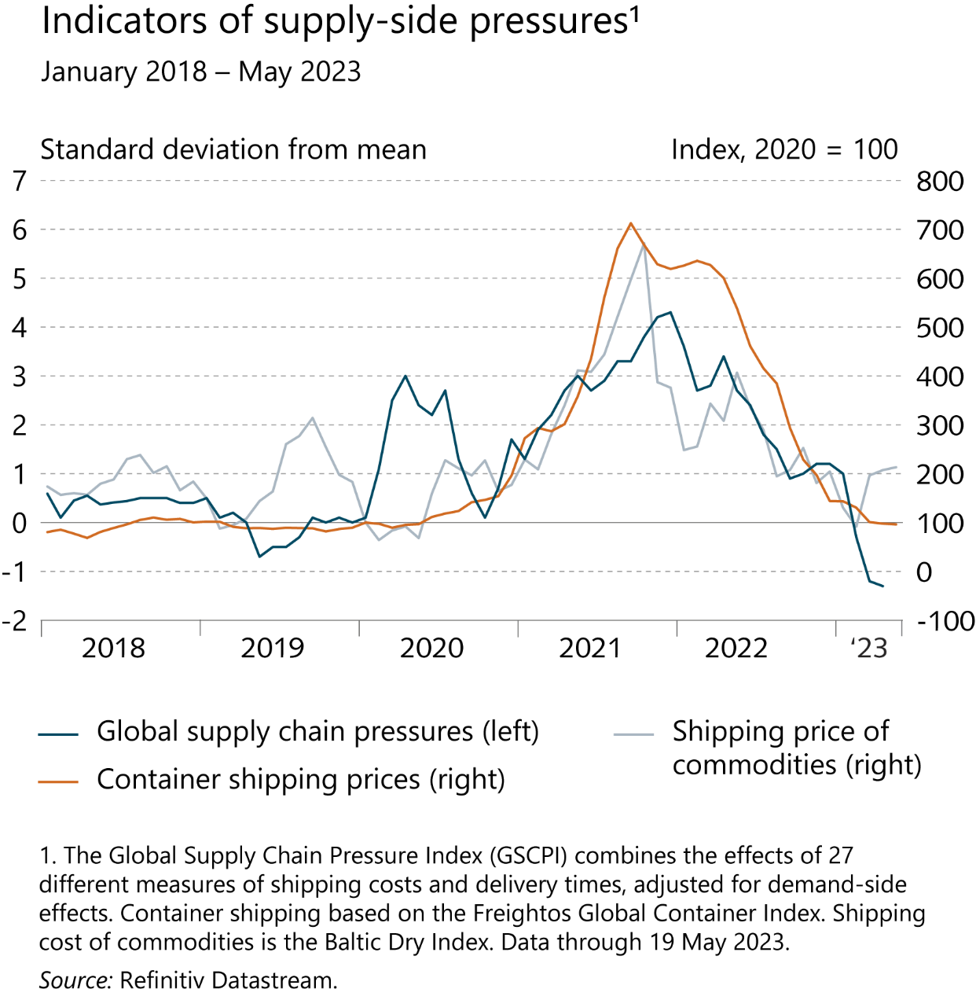 Indicators of supply-side pressures¹
January 2018 – May 2023
Standard deviation from mean
Index, 2020 = 100
7
800
6
700
5
600
4
500
3
400
2
300
1
200
0
100
-1
0
-2
-100
2018
2019
2020
2021
2022
‘23
Global supply chain pressures (left)
Container shipping prices (right)
Shipping price of
commodities (right)
1. The Global Supply Chain Pressure Index (GSCPI) combines the effects of 27
different measures of shipping costs and delivery times, adjusted for demand-side
effects. Container shipping based on the Freightos Global Container Index. Shipping
cost of commodities is the Baltic Dry Index. Data through 19 May 2023.
Source: Refinitiv Datastream.